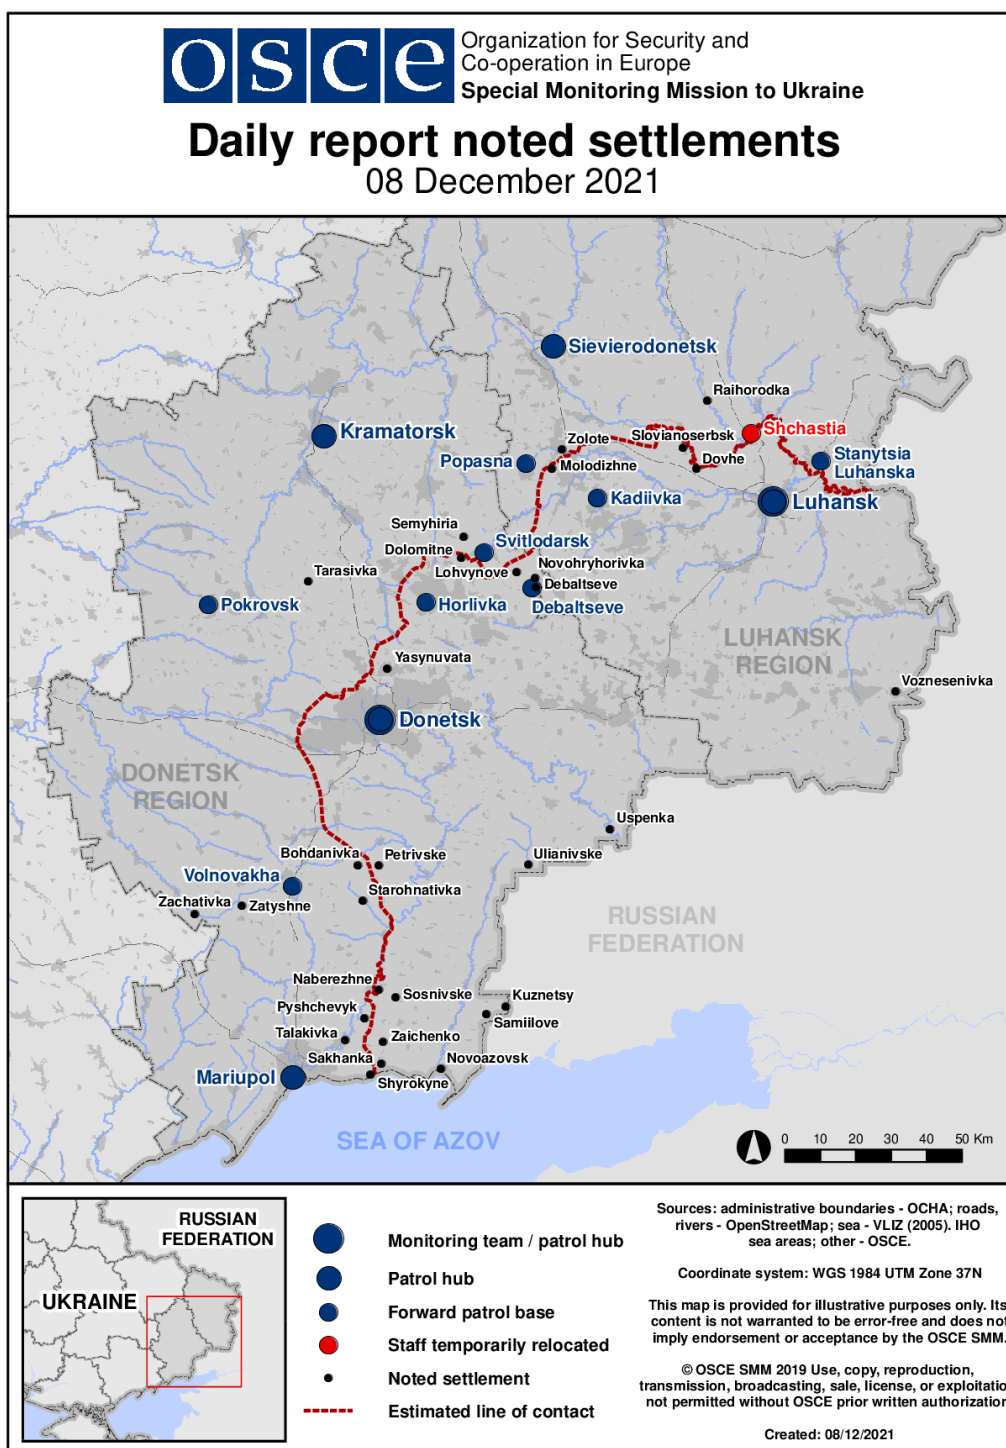 osce
Organization for Security and
Co-operation in Europe
Special Monitoring Mission to Ukraine
Daily report noted settlements
08 December 2021
Sievierodonetsk
Raihorodka
Kramatorsk
Shchastia
Slovianoserbsk
Zolote
Stanytsia
Luhanska
Popasna
Molodizhne
Dovhe
Kadiivka
Luhansk
Semyhiria
Svitlodarsk
Dolomitne
Novohryhorivka
Lohvynove
Tarasivka
Debaltseve
Pokrovsk
Horlivka
Debaltseve
LUHANSK
REGION
Yasynuvata
Voznesenivka
Donetsk
DONETSK
REGION
Uspenka
Bohdanivka
Petrivske
Ulianivske
Volnovakha
Starohnativka
Zachativka
Zatyshne
RUSSIAN
FEDERATION
Naberezhne
Sosnivske
Kuznetsy
Pyshchevyk
Samiilove
Talakivka
Zaichenko
Sakhanka
Novoazovsk
Mariupol
Shyrokyne
SEA OF AZOV
0 10 20 30 40 50 Km
RUSSIAN
FEDERATION
UKRAINE
Monitoring team / patrol hub
Patrol hub
Forward patrol base
Staff temporarily relocated
Noted settlement
Estimated line of contact
Sources: administrative boundaries - OCHA; roads,
rivers - OpenStreetMap; sea - VLIZ (2005). IHO
sea areas; other - OSCE.
Coordinate system: WGS 1984 UTM Zone 37N
This map is provided for illustrative purposes only. Its
content is not warranted to be error-free and does not
imply endorsement or acceptance by the OSCE SMM.
© OSCE SMM 2019 Use, copy, reproduction,
transmission, broadcasting, sale, license, or exploitatio
not permitted without OSCE prior written authorization
Created: 08/12/2021